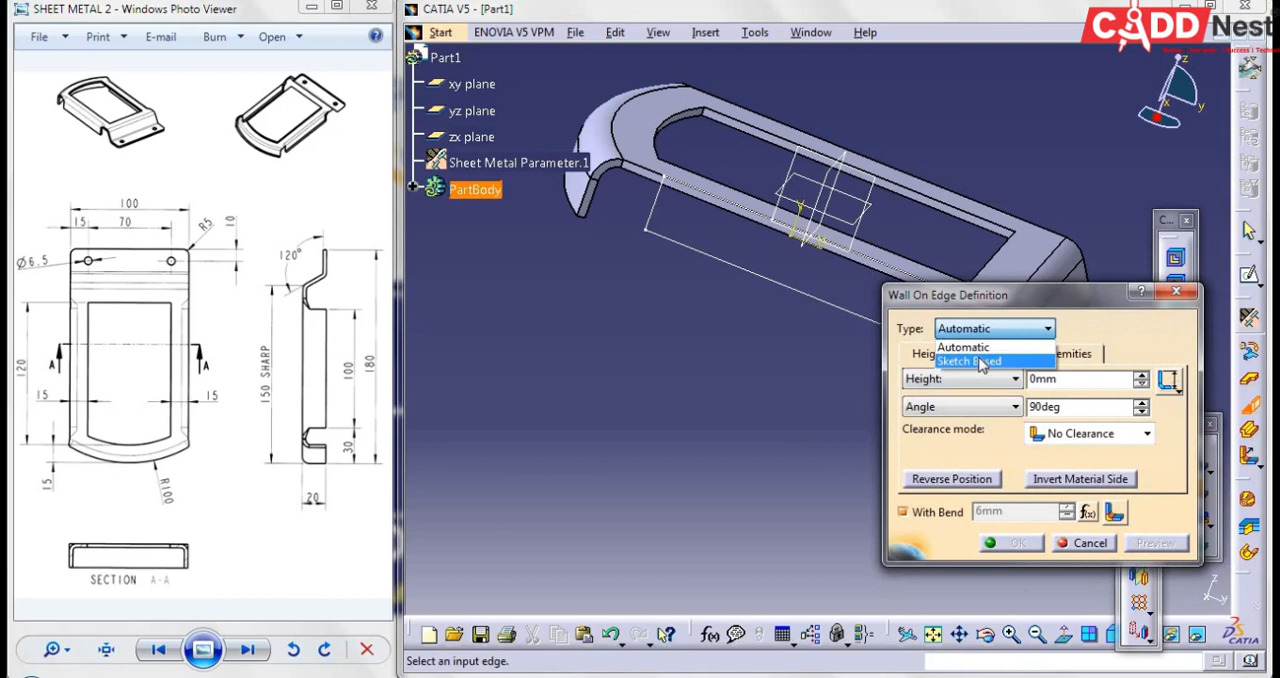 SHEET METAL 2 - Windows Photo Viewer
File Print E-mail Burn Open
100
15 70 10
R5
Ø6.5
120°
120
150 SHARP
100
180
A A
15 15
30
15
R100
20
SECTION A-A
CATIA V5 - [Part1]
CADD Nest
Start ENOVIA V5 VPM File Edit View Insert Tools Window Help
Part1
xy plane
yz plane
zx plane
Sheet Metal Parameter.1
PartBody
z
x y
C...
Wall On Edge Definition
Type: Automatic
Automatic
Sketch Based
Height: 0mm
Angle 90deg
Clearance mode: No Clearance
Reverse Position Invert Material Side
With Bend 6mm f(x)
OK Cancel Preview
z
x y
f(x)
DS CATIA
Select an input edge.